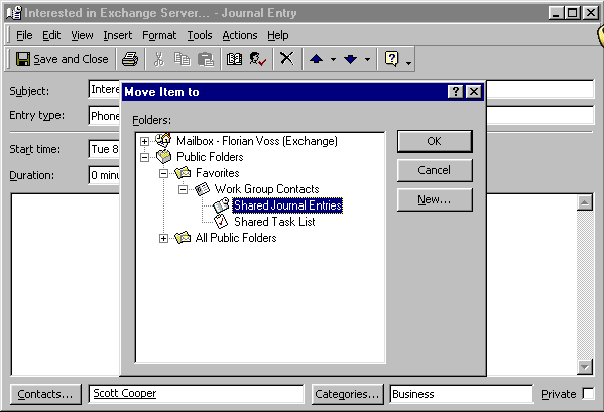 Interested in Exchange Server... - Journal Entry
File Edit View Insert Format Tools Actions Help
Save and Close
Subject: Intere
Move Item to
Entry type: Phone
Folders:
Mailbox - Florian Voss (Exchange)
OK
Start time: Tue 8
Public Folders
Cancel
Duration: 0 minu
Favorites
Work Group Contacts
New...
Shared Journal Entries
Shared Task List
All Public Folders
Contacts... Scott Cooper Categories... Business Private